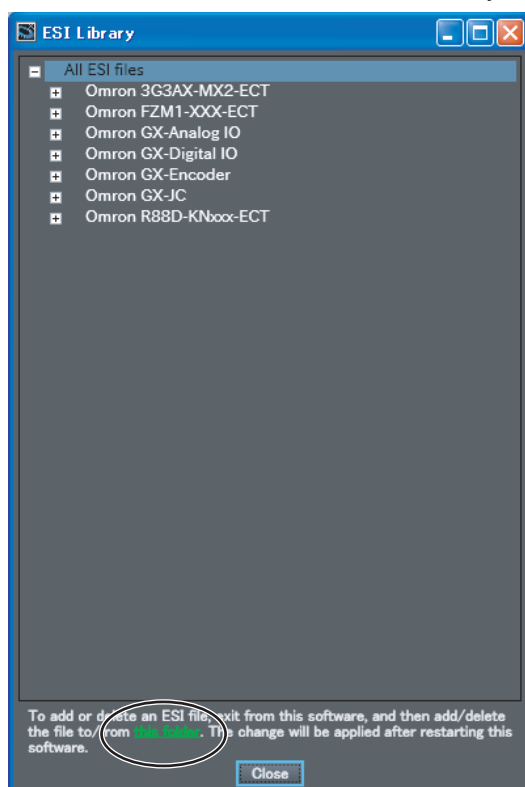 ESI Library
All ESI files
Omron 3G3AX-MX2-ECT
Omron FZM1-XXX-ECT
Omron GX-Analog IO
Omron GX-Digital IO
Omron GX-Encoder
Omron GX-JC
Omron R88D-KNxxx-ECT
To add or delete an ESI file, exit from this software, and then add/delete
the file to/from this folder. The change will be applied after restarting this
software.
Close